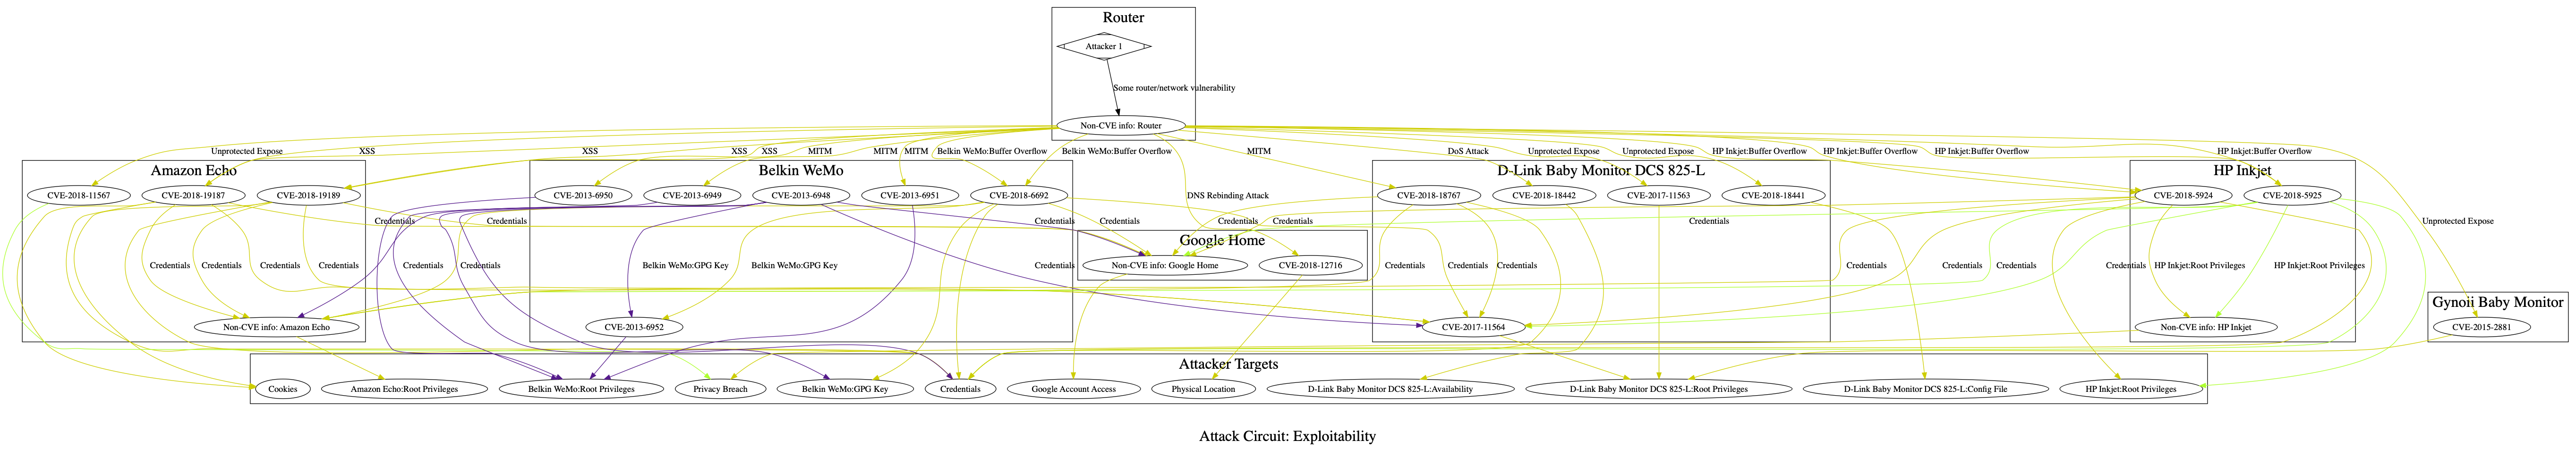 Router
Attacker 1
Some router/network vulnerability
Non-CVE info: Router
Unprotected Expose
XSS
XSS
XSS
MITM
MITM
MITM
Belkin WeMo:Buffer Overflow
Belkin WeMo:Buffer Overflow
MITM
DoS Attack
Unprotected Expose
Unprotected Expose
HP Inkjet:Buffer Overflow
HP Inkjet:Buffer Overflow
HP Inkjet:Buffer Overflow
HP Inkjet:Buffer Overflow
Amazon Echo
Belkin WeMo
D-Link Baby Monitor DCS 825-L
HP Inkjet
CVE-2018-11567
CVE-2018-19187
CVE-2018-19189
CVE-2013-6950
CVE-2013-6949
CVE-2013-6948
CVE-2013-6951
CVE-2018-6692
DNS Rebinding Attack
CVE-2018-18767
CVE-2018-18442
CVE-2017-11563
CVE-2018-18441
CVE-2018-5924
CVE-2018-5925
Credentials
Credentials
Credentials
Credentials
Credentials
Credentials
Credentials
Unprotected Expose
Google Home
Credentials
Credentials
Credentials
Credentials
Credentials
Credentials
Belkin WeMo:GPG Key
Belkin WeMo:GPG Key
Credentials
Non-CVE info: Google Home
CVE-2018-12716
Credentials
Credentials
Credentials
Credentials
Credentials
Credentials
Credentials
HP Inkjet:Root Privileges
HP Inkjet:Root Privileges
Gynoii Baby Monitor
Non-CVE info: Amazon Echo
CVE-2013-6952
CVE-2017-11564
Non-CVE info: HP Inkjet
CVE-2015-2881
Attacker Targets
Cookies
Amazon Echo:Root Privileges
Belkin WeMo:Root Privileges
Privacy Breach
Belkin WeMo:GPG Key
Credentials
Google Account Access
Physical Location
D-Link Baby Monitor DCS 825-L:Availability
D-Link Baby Monitor DCS 825-L:Root Privileges
D-Link Baby Monitor DCS 825-L:Config File
HP Inkjet:Root Privileges
Attack Circuit: Exploitability